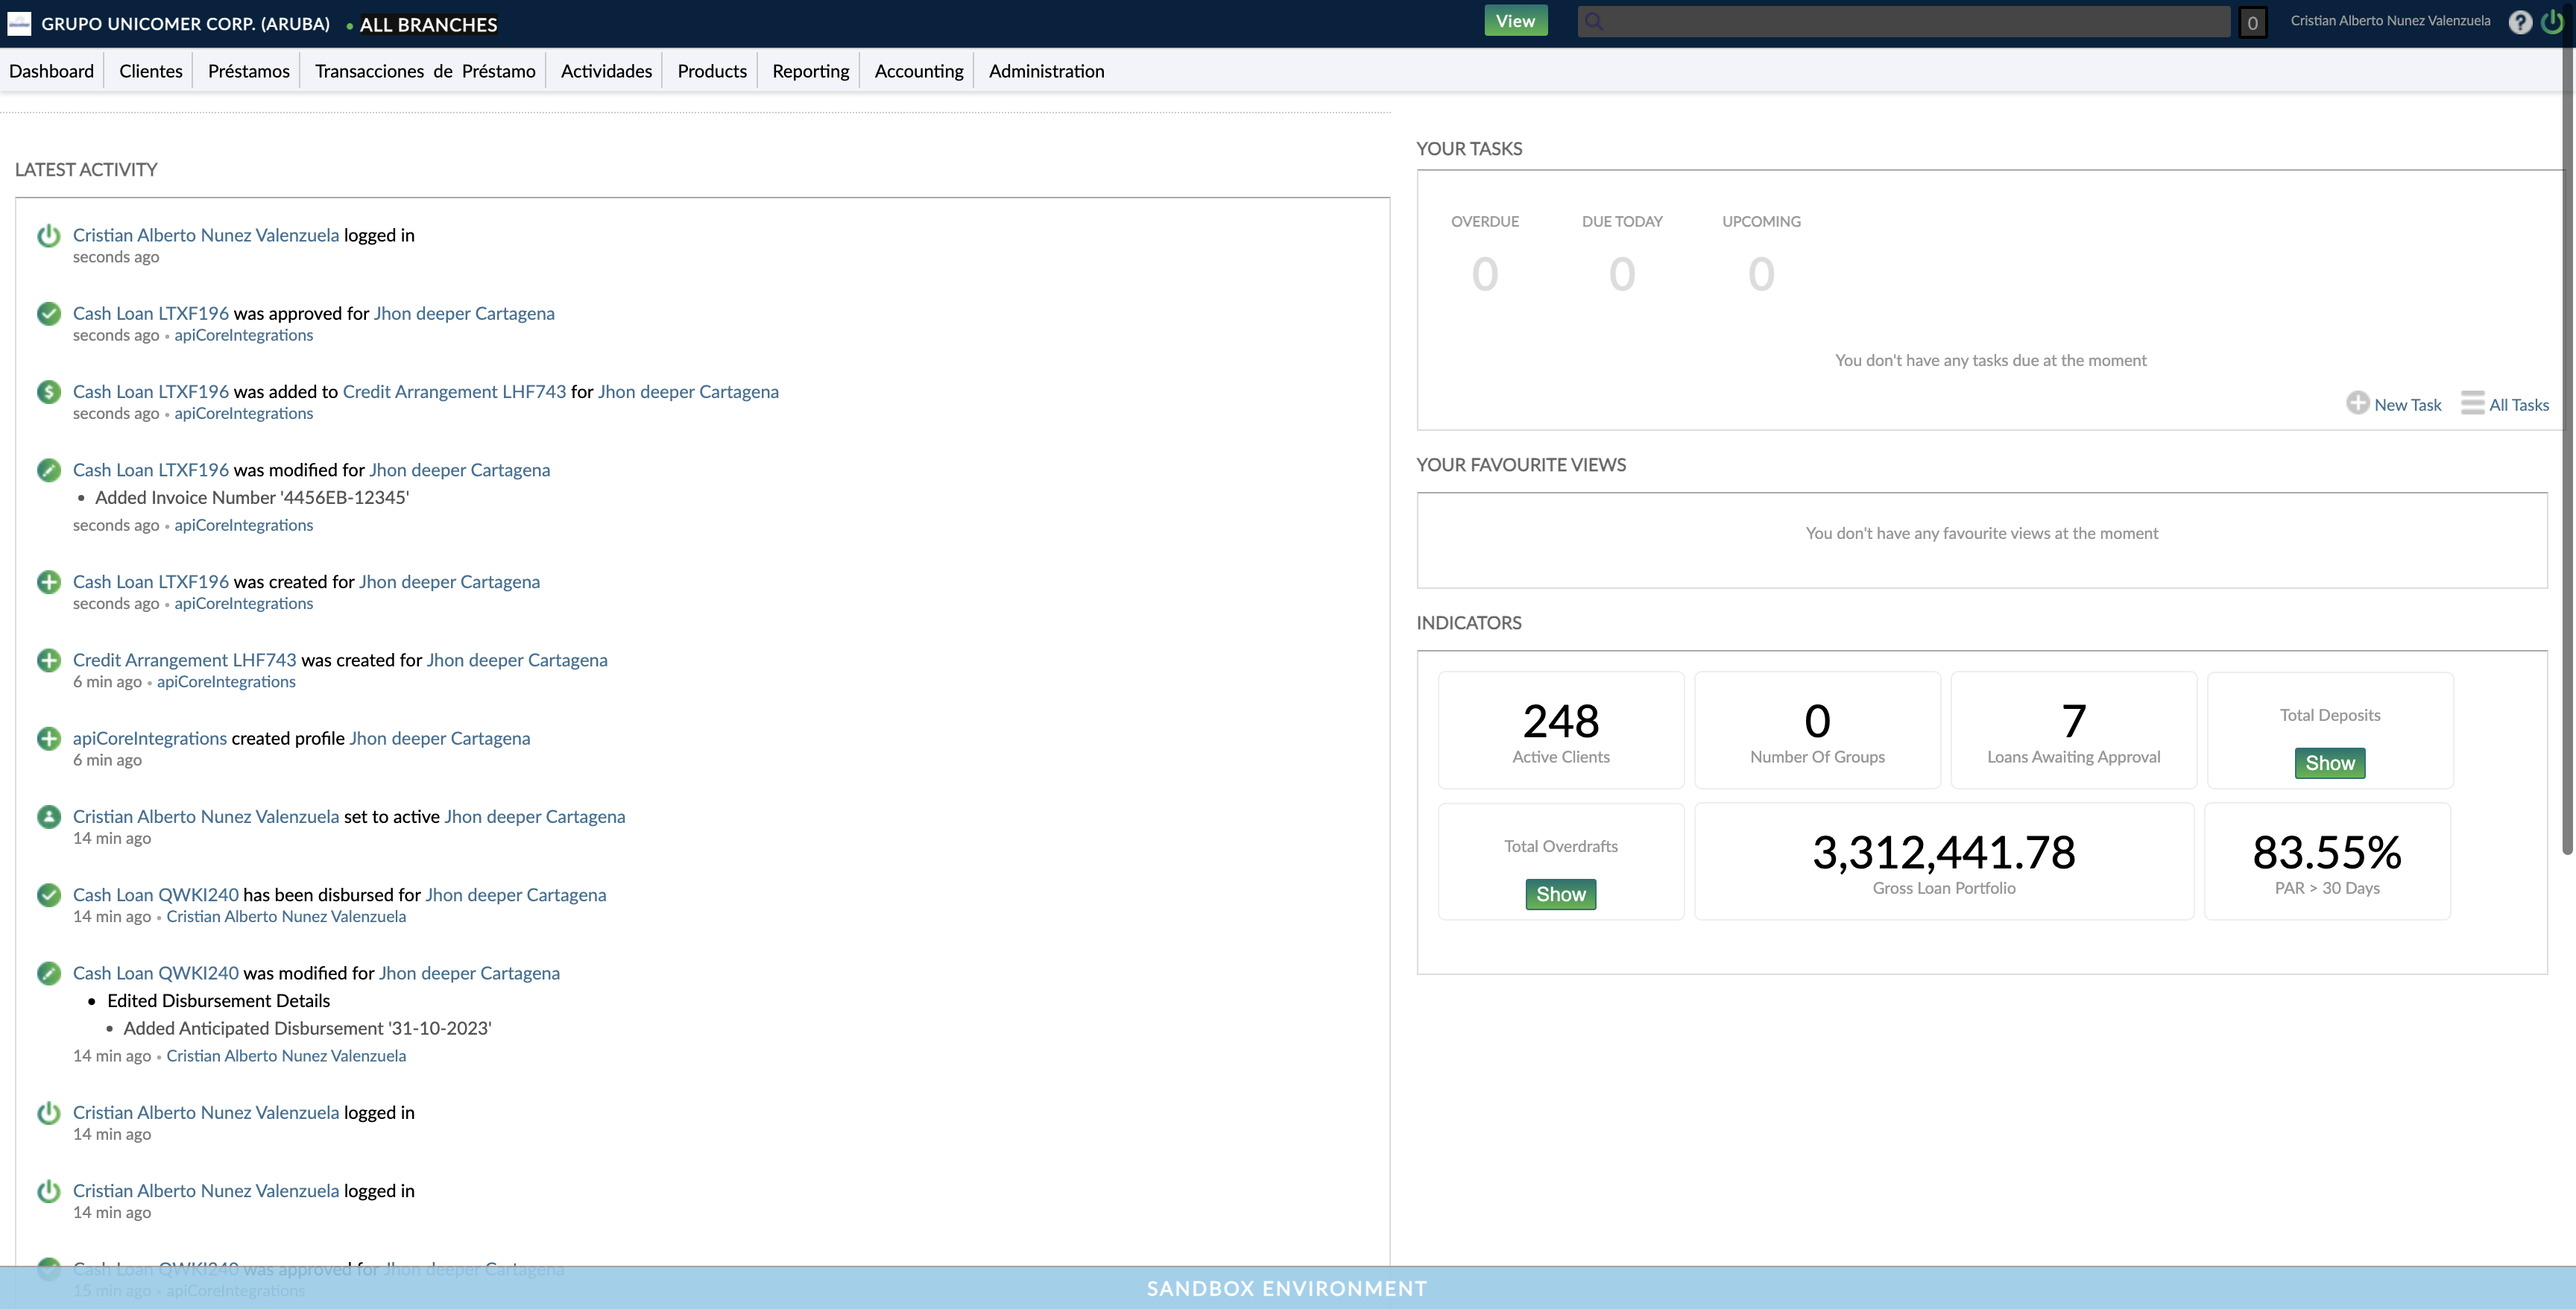 GRUPO UNICOMER CORP. (ARUBA) • ALL BRANCHES
View
0
Cristian Alberto Nunez Valenzuela
?
Dashboard
Clientes
Préstamos
Transacciones de Préstamo
Actividades
Products
Reporting
Accounting
Administration
LATEST ACTIVITY
Cristian Alberto Nunez Valenzuela logged in
seconds ago
Cash Loan LTXF196 was approved for Jhon deeper Cartagena
seconds ago • apiCoreIntegrations
Cash Loan LTXF196 was added to Credit Arrangement LHF743 for Jhon deeper Cartagena
seconds ago • apiCoreIntegrations
Cash Loan LTXF196 was modified for Jhon deeper Cartagena
• Added Invoice Number '4456EB-12345'
seconds ago • apiCoreIntegrations
Cash Loan LTXF196 was created for Jhon deeper Cartagena
seconds ago • apiCoreIntegrations
Credit Arrangement LHF743 was created for Jhon deeper Cartagena
6 min ago • apiCoreIntegrations
apiCoreIntegrations created profile Jhon deeper Cartagena
6 min ago
Cristian Alberto Nunez Valenzuela set to active Jhon deeper Cartagena
14 min ago
Cash Loan QWKI240 has been disbursed for Jhon deeper Cartagena
14 min ago • Cristian Alberto Nunez Valenzuela
Cash Loan QWKI240 was modified for Jhon deeper Cartagena
• Edited Disbursement Details
• Added Anticipated Disbursement '31-10-2023'
14 min ago • Cristian Alberto Nunez Valenzuela
Cristian Alberto Nunez Valenzuela logged in
14 min ago
Cristian Alberto Nunez Valenzuela logged in
14 min ago
Cash Loan QWKI240 was approved for Jhon deeper Cartagena
15 min ago • apiCoreIntegrations
YOUR TASKS
OVERDUE
DUE TODAY
UPCOMING
0
0
0
You don't have any tasks due at the moment
New Task
All Tasks
YOUR FAVOURITE VIEWS
You don't have any favourite views at the moment
INDICATORS
248
Active Clients
0
Number Of Groups
7
Loans Awaiting Approval
Total Deposits
Show
Total Overdrafts
Show
3,312,441.78
Gross Loan Portfolio
83.55%
PAR > 30 Days
SANDBOX ENVIRONMENT